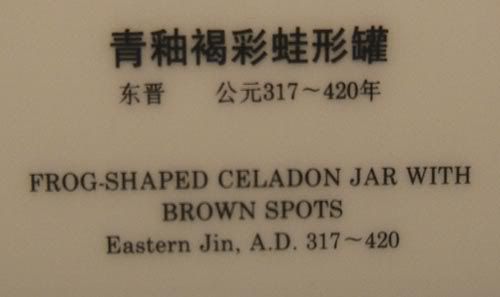 青釉褐彩蛙形罐
东晋 公元317～420年
FROG-SHAPED CELADON JAR WITH
BROWN SPOTS
Eastern Jin, A.D. 317～420